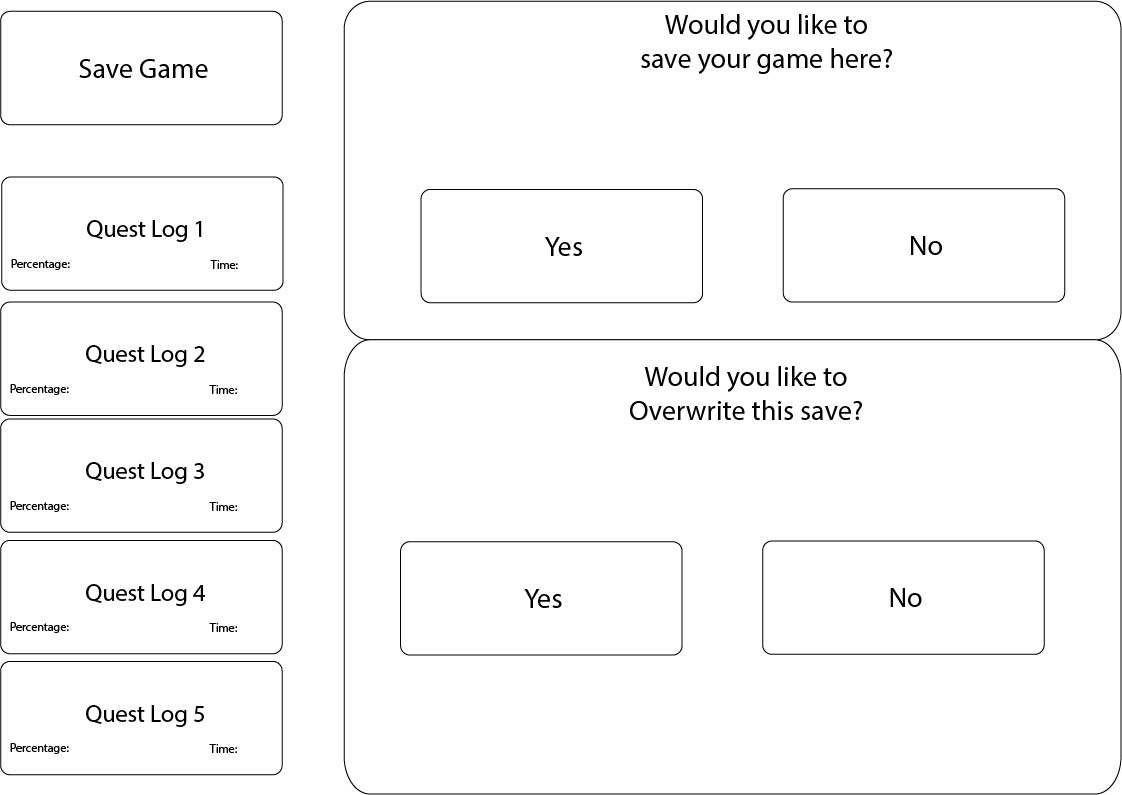 Save Game
Quest Log 1
Percentage: Time:
Quest Log 2
Percentage: Time:
Quest Log 3
Percentage: Time:
Quest Log 4
Percentage: Time:
Quest Log 5
Percentage: Time:
Would you like to
save your game here?
Yes No
Would you like to
Overwrite this save?
Yes No